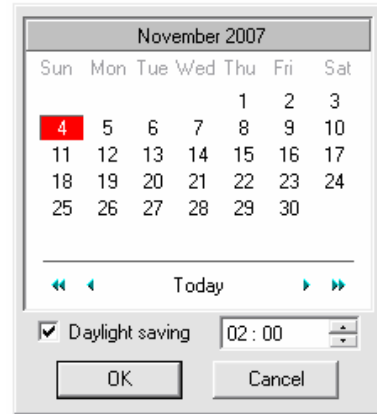 November 2007
Sun Mon Tue Wed Thu Fri Sat
1 2 3
4 5 6 7 8 9 10
11 12 13 14 15 16 17
18 19 20 21 22 23 24
25 26 27 28 29 30
Today
Daylight saving 02 : 00
OK Cancel